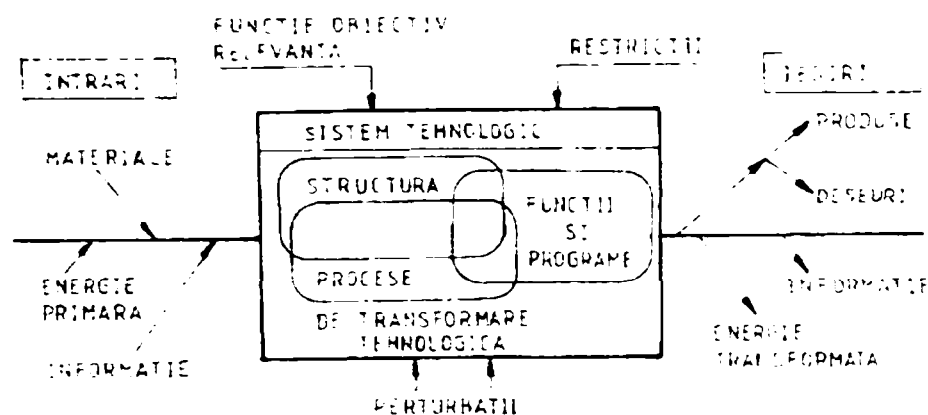 FUNCTIE OBIECTIV
RELEVANTA
RESTRICTII
INTRARI
IESIRI
SISTEM TEHNOLOGIC
PRODUSE
MATERIALE
STRUCTURA
DESEURI
FUNCTII
SI
PROGRAME
PROCESE
ENERGIE
PRIMARA
INFORMATIE
DE TRANSFORMARE
TEHNOLOGICA
ENERGIE
TRANSFORMATA
INFORMATIE
PERTURBATII